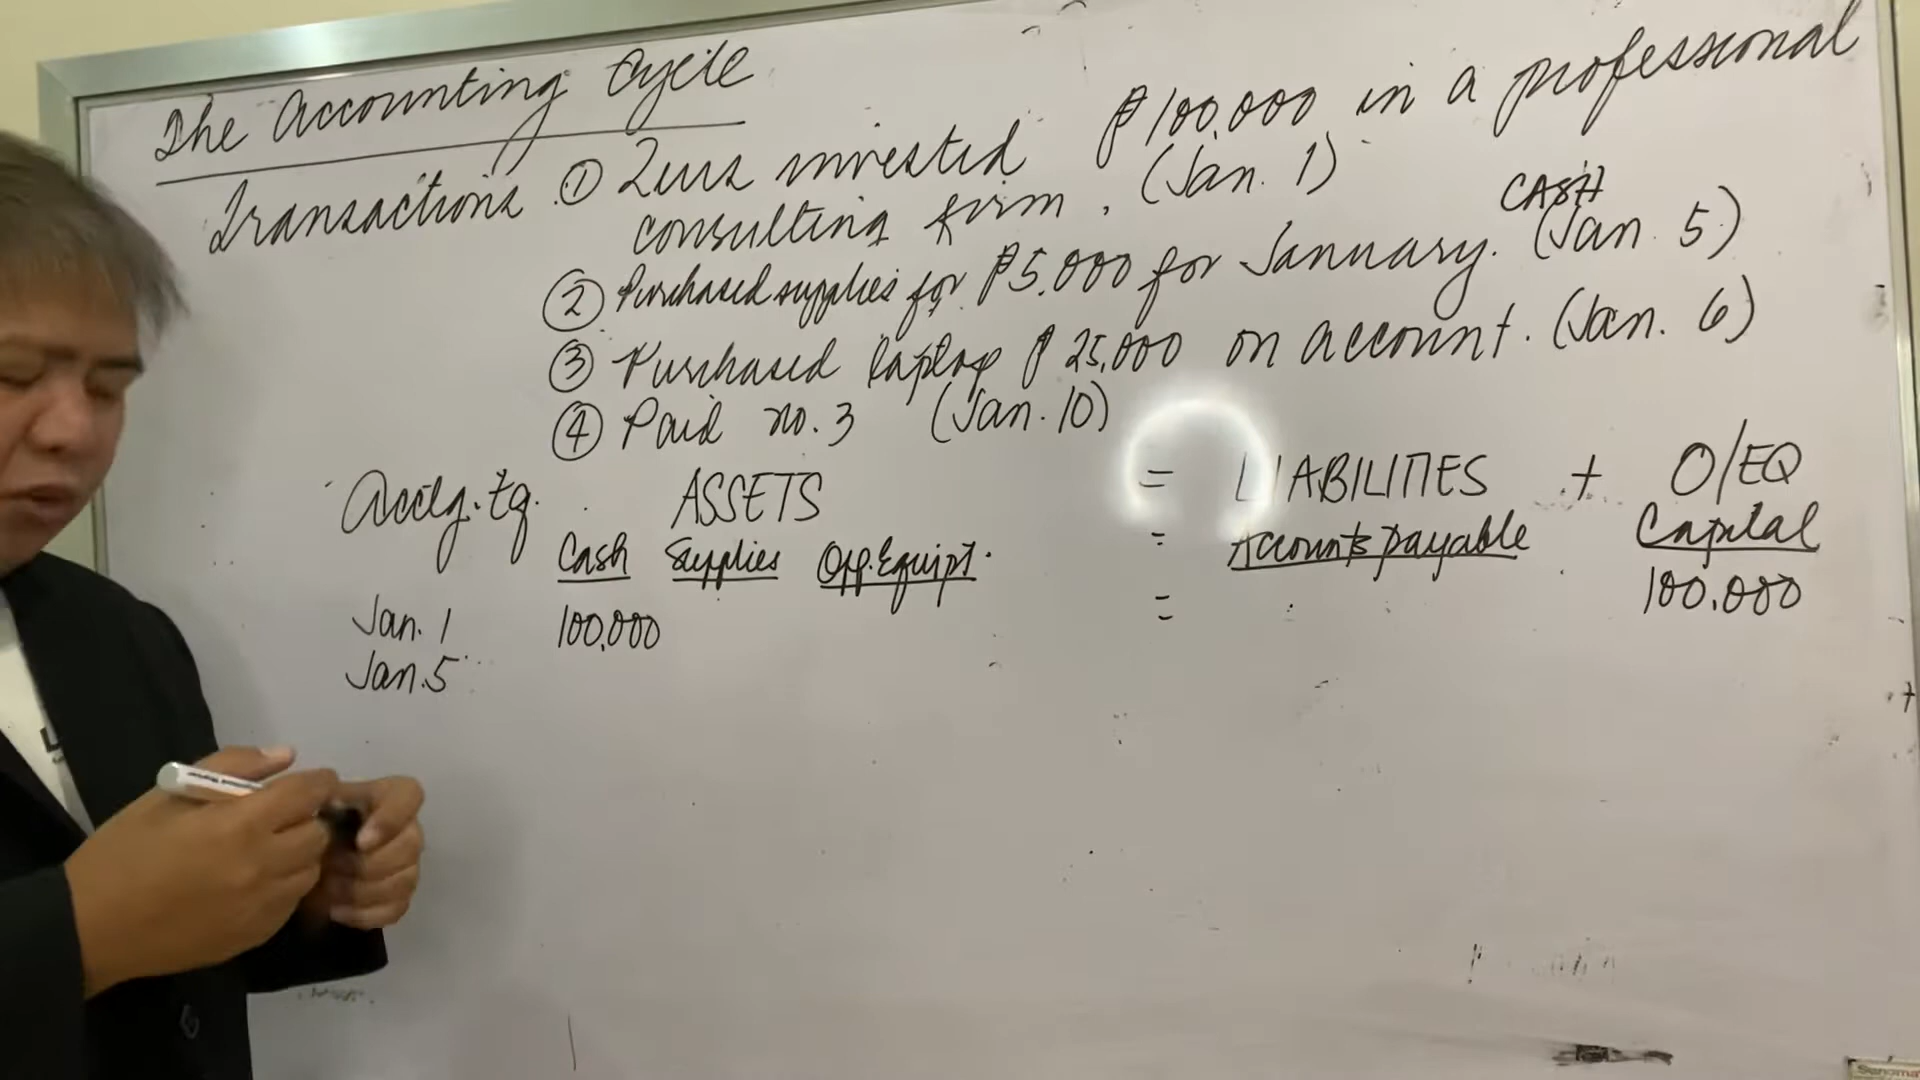 The Accounting Cycle
Transactions ① Zeus invested ₱100,000 in a professional
consulting firm. (Jan. 1)
CASH
② Purchased supplies for ₱5,000 for January. (Jan. 5)
③ Purchased laptop ₱25,000 on account. (Jan. 6)
④ Paid no. 3 (Jan. 10)
Acctg. Eq. ASSETS = LIABILITIES + O/EQ
Cash Supplies Off. Equipt. = Accounts payable Capital
Jan. 1 100,000 = 100,000
Jan. 5